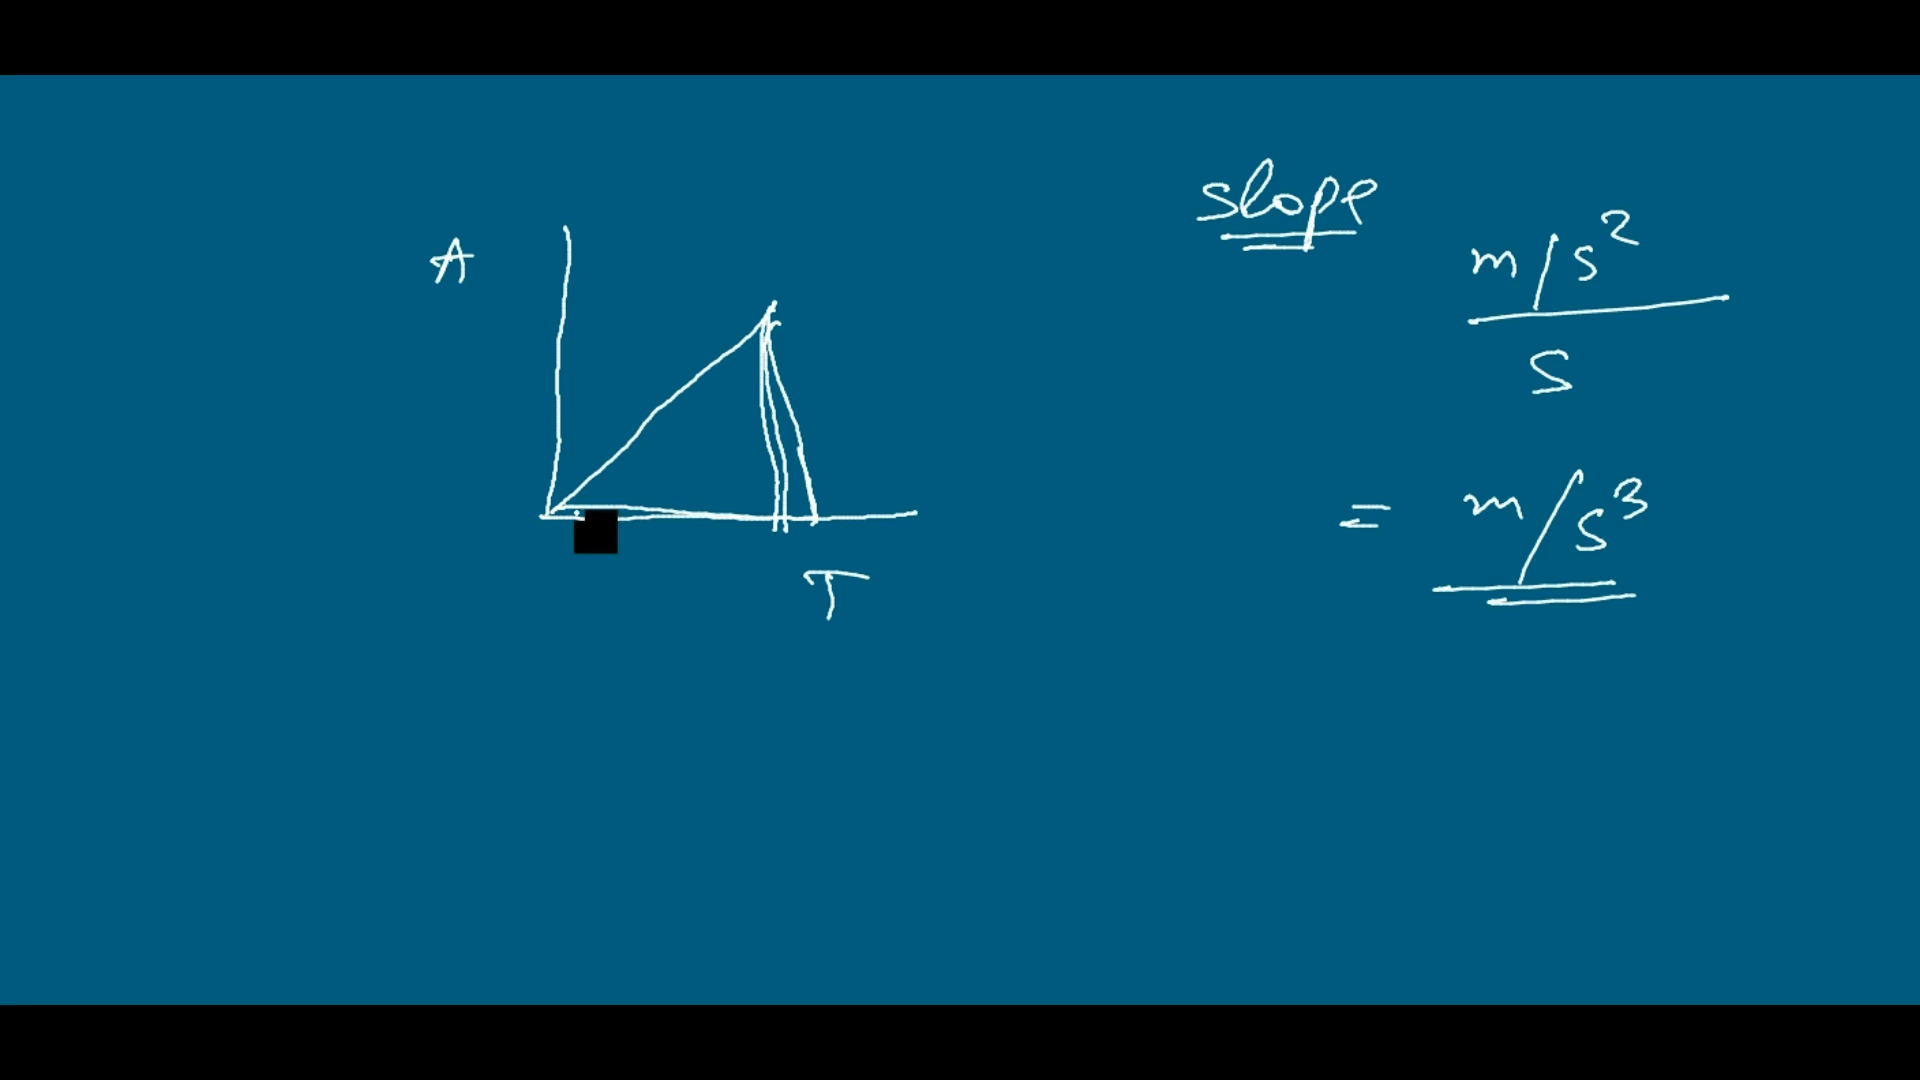 A
T
slope
m/s²
s
= m/s³